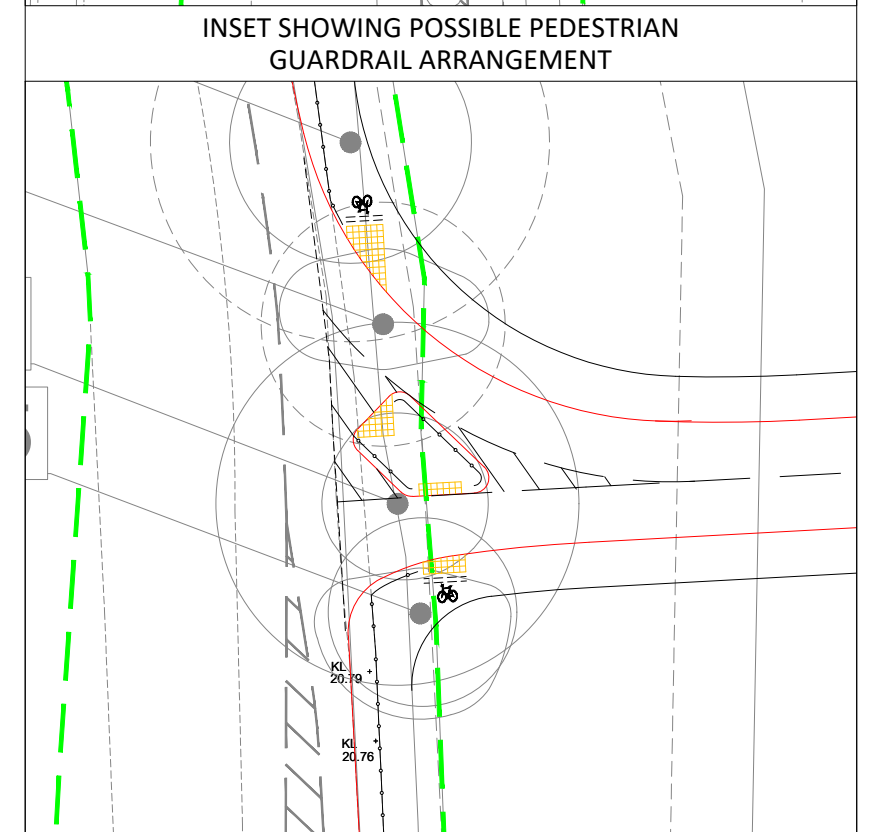 INSET SHOWING POSSIBLE PEDESTRIAN
GUARDRAIL ARRANGEMENT
KL
20.79
KL
20.76